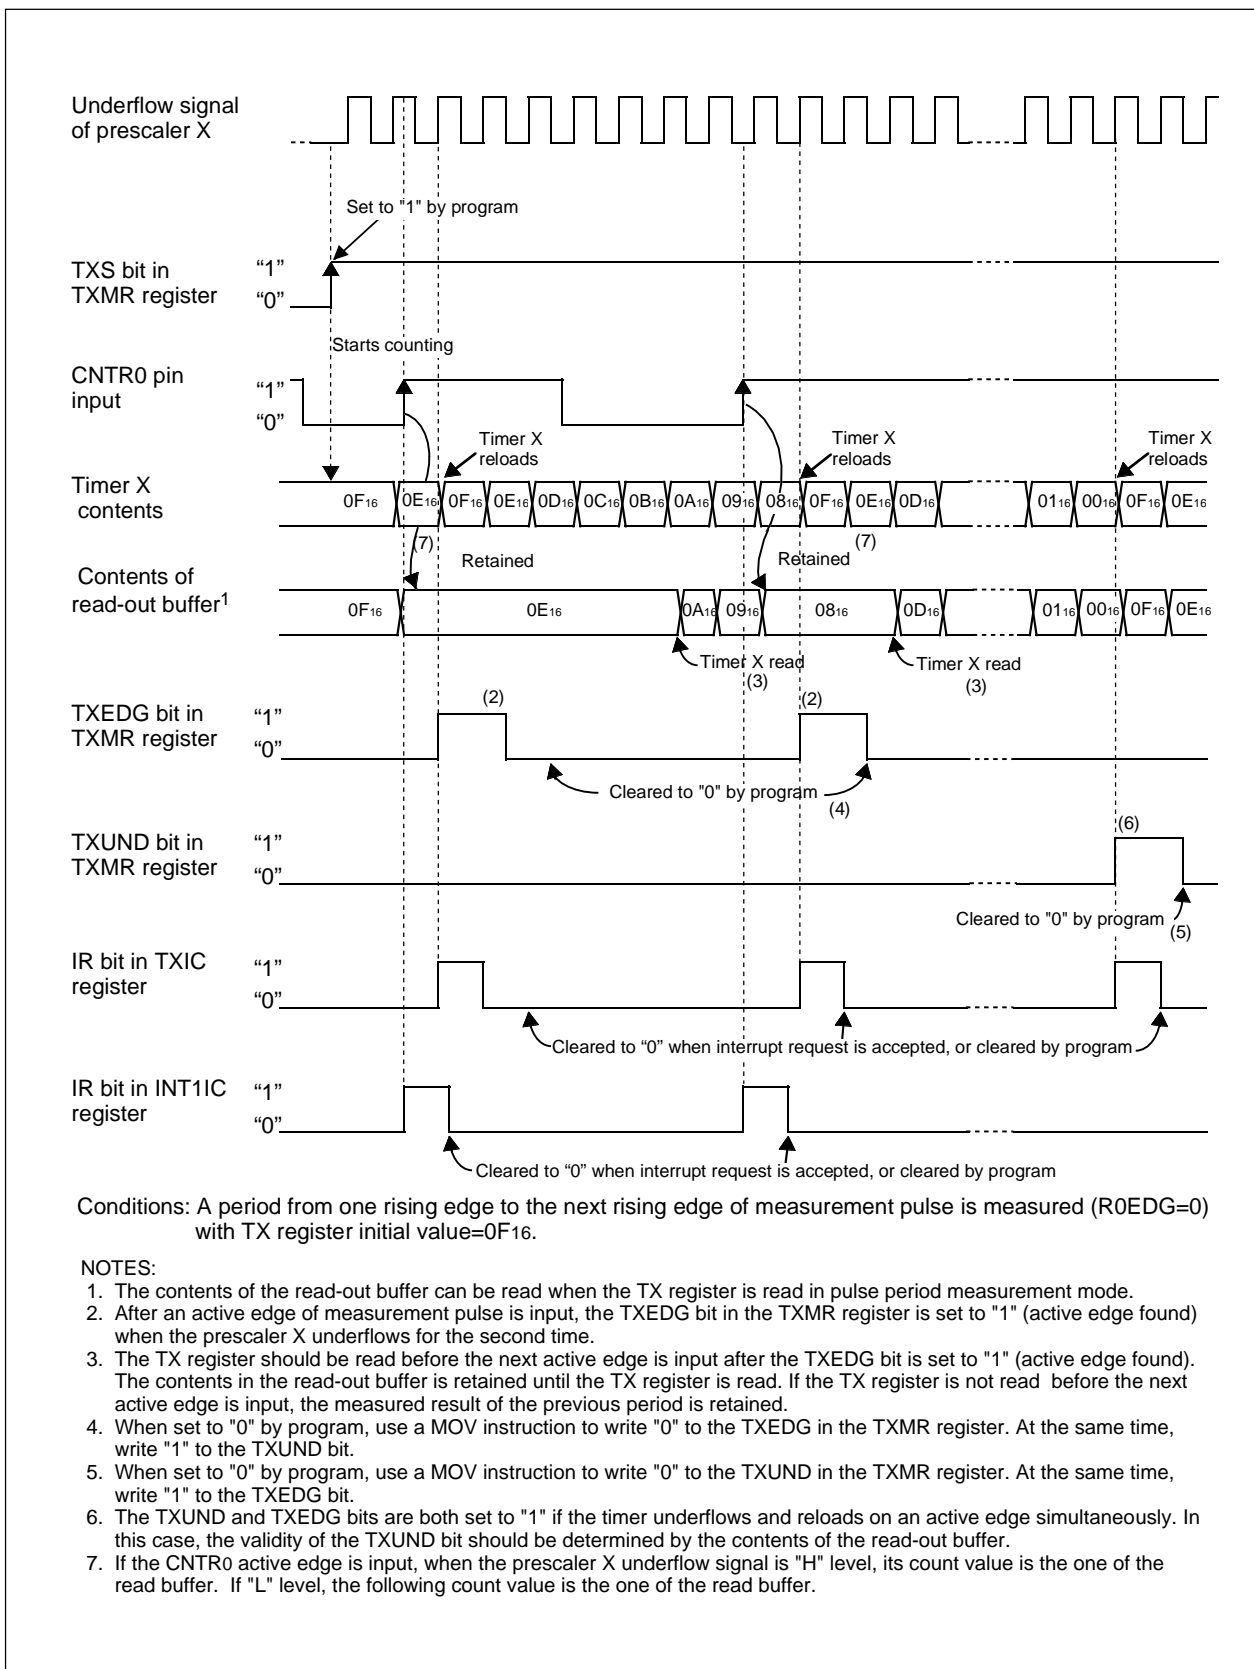 Underflow signal
of prescaler X
Set to "1" by program
TXS bit in
TXMR register
“1”
“0”
Starts counting
CNTR0 pin
input
“1”
“0”
Timer X
reloads
Timer X
reloads
Timer X
reloads
Timer X
contents
0F16 0E16 0F16 0E16 0D16 0C16 0B16 0A16 0916 0816 0F16 0E16 0D16 0116 0016 0F16 0E16
(7)
Retained
Retained
(7)
Contents of
read-out buffer1
0F16 0E16 0A16 0916 0816 0D16 0116 0016 0F16 0E16
Timer X read
(3)
Timer X read
(3)
TXEDG bit in
TXMR register
“1”
“0”
(2)
(2)
Cleared to "0" by program
(4)
TXUND bit in
TXMR register
“1”
“0”
(6)
Cleared to "0" by program
(5)
IR bit in TXIC
register
“1”
“0”
Cleared to “0” when interrupt request is accepted, or cleared by program
IR bit in INT1IC
register
“1”
“0”
Cleared to “0” when interrupt request is accepted, or cleared by program
Conditions: A period from one rising edge to the next rising edge of measurement pulse is measured (R0EDG=0)
with TX register initial value=0F16.
NOTES:
1. The contents of the read-out buffer can be read when the TX register is read in pulse period measurement mode.
2. After an active edge of measurement pulse is input, the TXEDG bit in the TXMR register is set to "1" (active edge found)
when the prescaler X underflows for the second time.
3. The TX register should be read before the next active edge is input after the TXEDG bit is set to "1" (active edge found).
The contents in the read-out buffer is retained until the TX register is read. If the TX register is not read before the next
active edge is input, the measured result of the previous period is retained.
4. When set to "0" by program, use a MOV instruction to write "0" to the TXEDG in the TXMR register. At the same time,
write "1" to the TXUND bit.
5. When set to "0" by program, use a MOV instruction to write "0" to the TXUND in the TXMR register. At the same time,
write "1" to the TXEDG bit.
6. The TXUND and TXEDG bits are both set to "1" if the timer underflows and reloads on an active edge simultaneously. In
this case, the validity of the TXUND bit should be determined by the contents of the read-out buffer.
7. If the CNTR0 active edge is input, when the prescaler X underflow signal is "H" level, its count value is the one of the
read buffer. If "L" level, the following count value is the one of the read buffer.